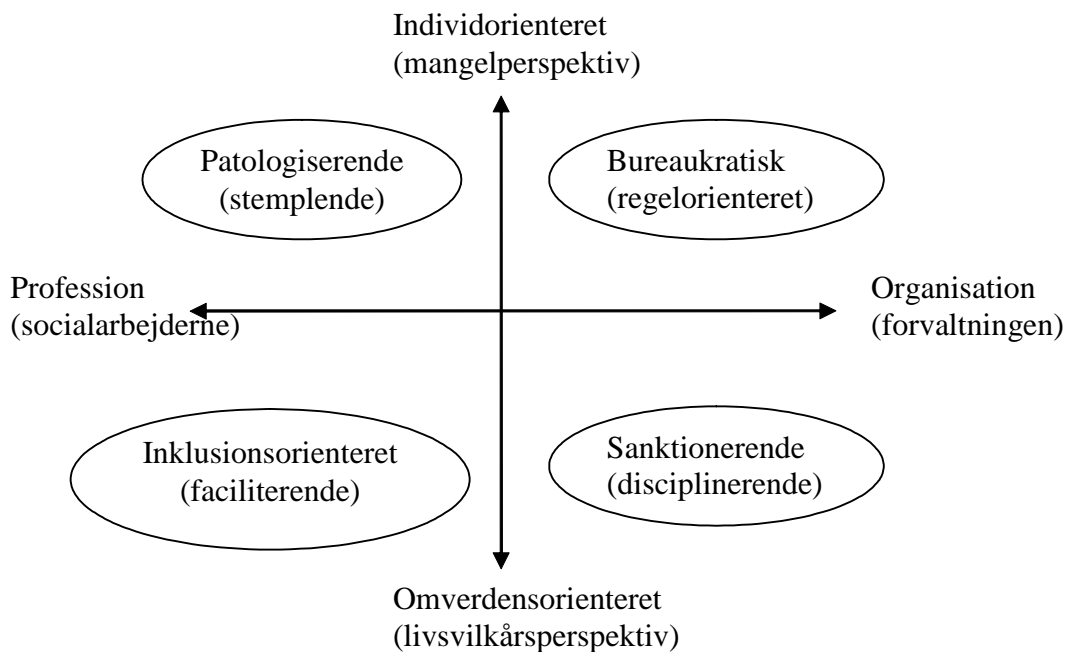 Individorienteret
(mangelperspektiv)
Patologiserende
(stemplende)
Bureaukratisk
(regelorienteret)
Profession
(socialarbejderne)
Organisation
(forvaltningen)
Inklusionsorienteret
(faciliterende)
Sanktionerende
(disciplinerende)
Omverdensorienteret
(livsvilkårsperspektiv)